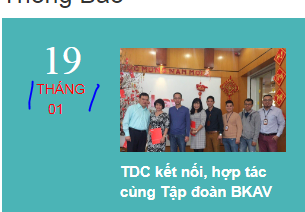 Thông Báo
19
THÁNG
01
TDC kết nối, hợp tác
cùng Tập đoàn BKAV